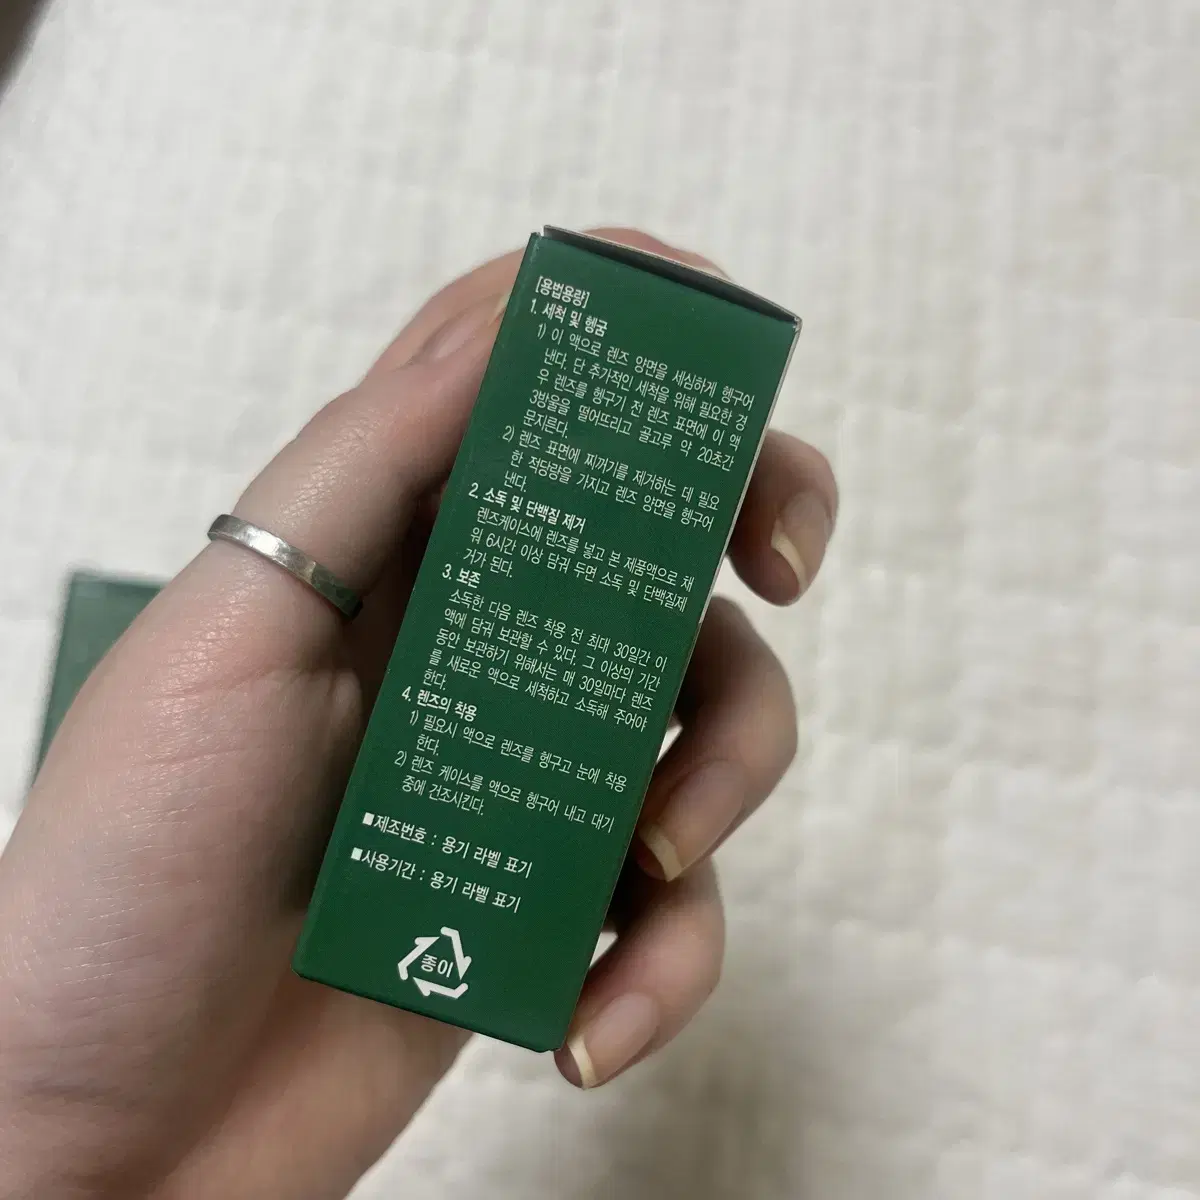 [용법용량]
1. 세척 및 헹굼
1) 이 액으로 렌즈 양면을 세심하게 헹구어
낸다. 단 추가적인 세척을 위해 필요한 경
우 렌즈를 헹구기 전 렌즈 표면에 이 액
3방울을 떨어뜨리고 골고루 약 20초간
문지른다.
2) 렌즈 표면에 찌꺼기를 제거하는 데 필요
한 적당량을 가지고 렌즈 양면을 헹구어
낸다.
2. 소독 및 단백질 제거
렌즈케이스에 렌즈를 넣고 본 제품액으로 채
워 6시간 이상 담궈 두면 소독 및 단백질제
거가 된다.
3. 보존
소독한 다음 렌즈 착용 전 최대 30일간 이
액에 담궈 보관할 수 있다. 그 이상의 기간
동안 보관하기 위해서는 매 30일마다 렌즈
를 새로운 액으로 세척하고 소독해 주어야
한다.
4. 렌즈의 착용
1) 필요시 액으로 렌즈를 헹구고 눈에 착용
한다.
2) 렌즈 케이스를 액으로 헹구어 내고 대기
중에 건조시킨다.
■제조번호 : 용기 라벨 표기
■사용기간 : 용기 라벨 표기
종이